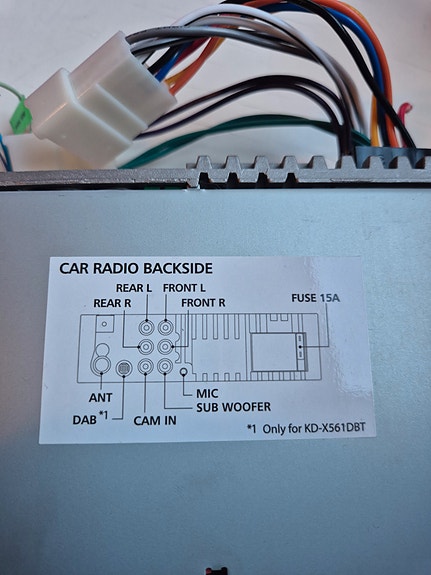 CAR RADIO BACKSIDE
REAR L FRONT L
REAR R FRONT R FUSE 15A
ANT MIC
DAB*1 CAM IN SUB WOOFER
*1 Only for KD-X561DBT